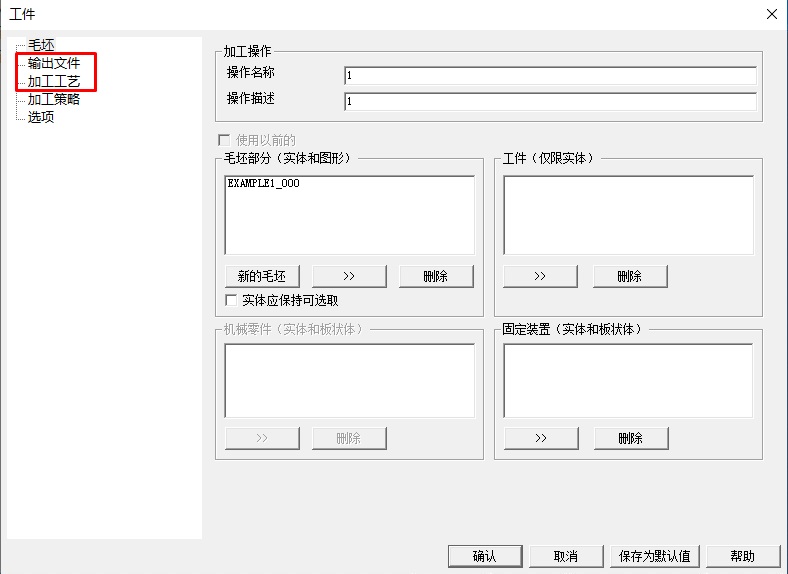 工件
毛坯
输出文件
加工工艺
加工策略
选项
加工操作
操作名称
1
操作描述
1
使用以前的
毛坯部分（实体和图形）
EXAMPLE1_000
新的毛坯
>>
删除
实体应保持可选取
工件（仅限实体）
>>
删除
机械零件（实体和板状体）
>>
删除
固定装置（实体和板状体）
>>
删除
确认
取消
保存为默认值
帮助